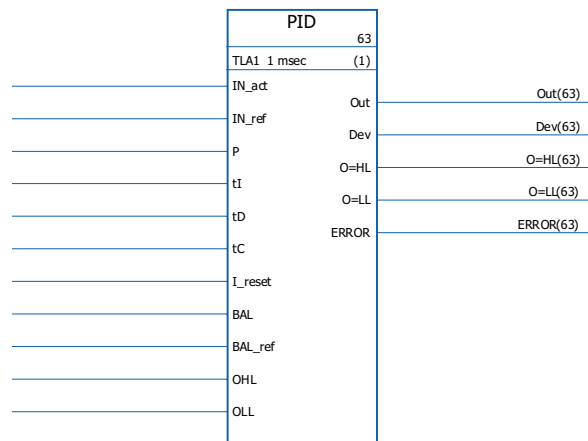 PID
63
TLA1 1 msec (1)
IN_act
Out Out(63)
IN_ref
Dev Dev(63)
P
O=HL O=HL(63)
tI
O=LL O=LL(63)
tD
ERROR ERROR(63)
tC
I_reset
BAL
BAL_ref
OHL
OLL